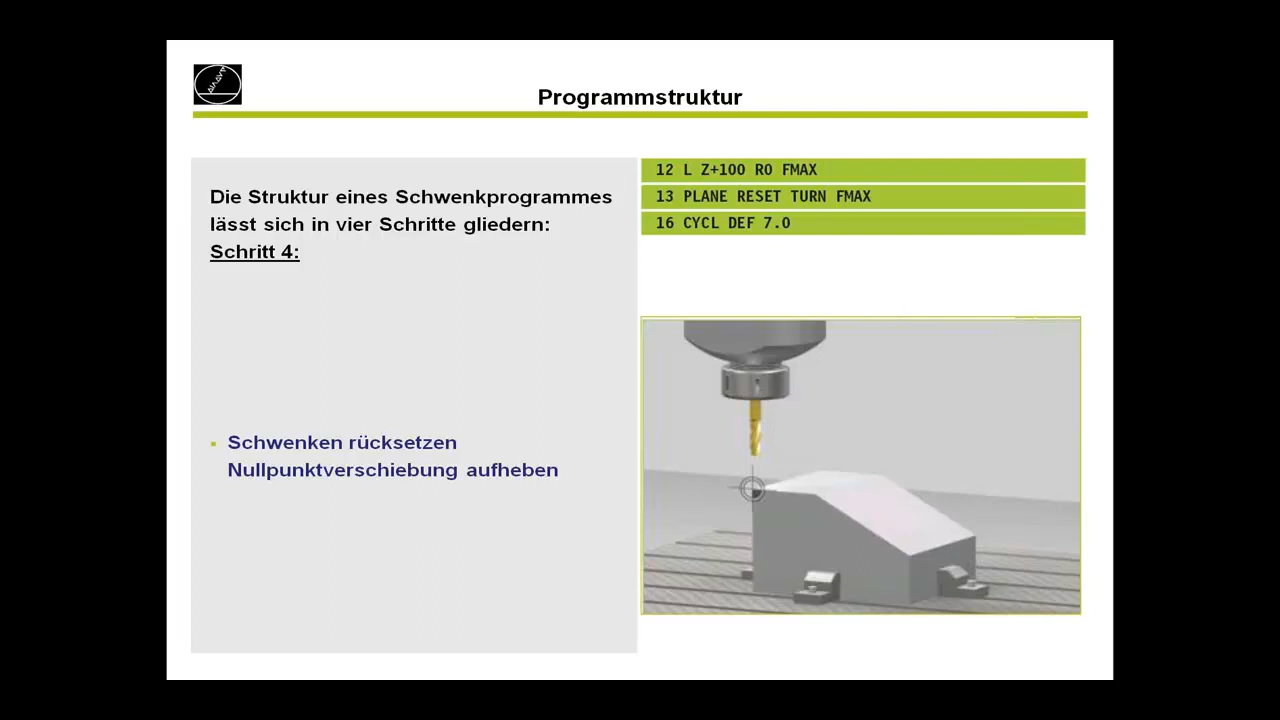 Programmstruktur
Die Struktur eines Schwenkprogrammes
lässt sich in vier Schritte gliedern:
Schritt 4:
Schwenken rücksetzen
Nullpunktverschiebung aufheben
12 L Z+100 R0 FMAX
13 PLANE RESET TURN FMAX
16 CYCL DEF 7.0